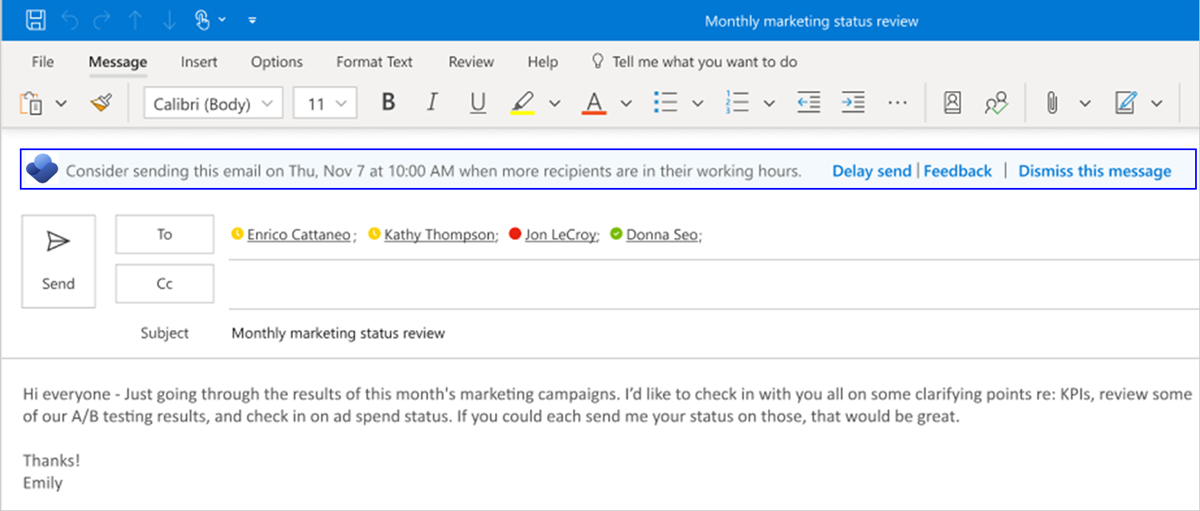 Monthly marketing status review
File Message Insert Options Format Text Review Help Tell me what you want to do
Calibri (Body) 11 B I U A
Consider sending this email on Thu, Nov 7 at 10:00 AM when more recipients are in their working hours. Delay send | Feedback | Dismiss this message
To Enrico Cattaneo; Kathy Thompson; Jon LeCroy; Donna Seo;
Send Cc
Subject Monthly marketing status review
Hi everyone - Just going through the results of this month's marketing campaigns. I'd like to check in with you all on some clarifying points re: KPIs, review some
of our A/B testing results, and check in on ad spend status. If you could each send me your status on those, that would be great.
Thanks!
Emily